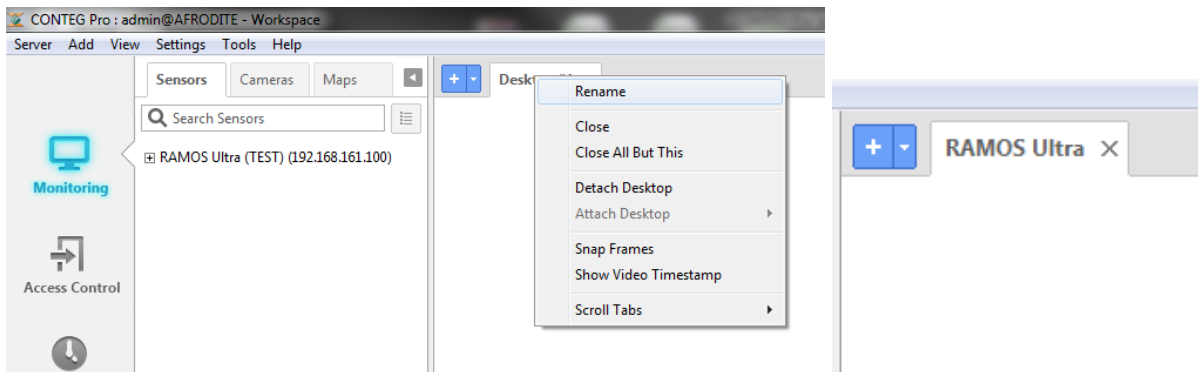 CONTEG Pro : admin@AFRODITE - Workspace
Server Add View Settings Tools Help
Sensors Cameras Maps
Search Sensors
RAMOS Ultra (TEST) (192.168.161.100)
Monitoring
Access Control
Rename
Close
Close All But This
Detach Desktop
Attach Desktop
Snap Frames
Show Video Timestamp
Scroll Tabs
RAMOS Ultra